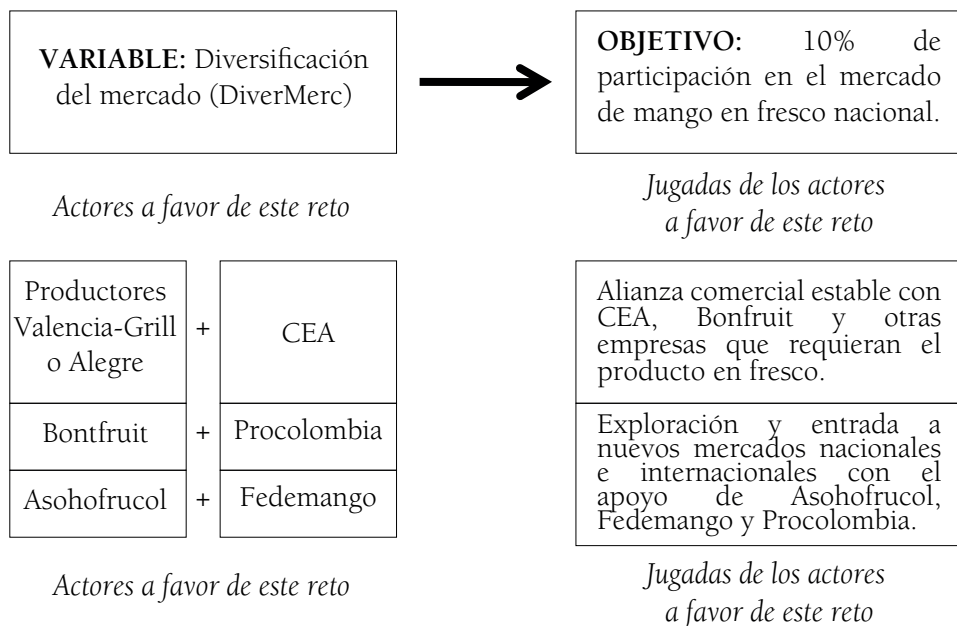 VARIABLE: Diversificación
del mercado (DiverMerc)
OBJETIVO: 10% de
participación en el mercado
de mango en fresco nacional.
Actores a favor de este reto
Jugadas de los actores
a favor de este reto
Productores
Valencia-Grill
o Alegre
+
CEA
Alianza comercial estable con
CEA, Bonfruit y otras
empresas que requieran el
producto en fresco.
Bontfruit
+
Procolombia
Asohofrucol
+
Fedemango
Exploración y entrada a
nuevos mercados nacionales
e internacionales con el
apoyo de Asohofrucol,
Fedemango y Procolombia.
Actores a favor de este reto
Jugadas de los actores
a favor de este reto